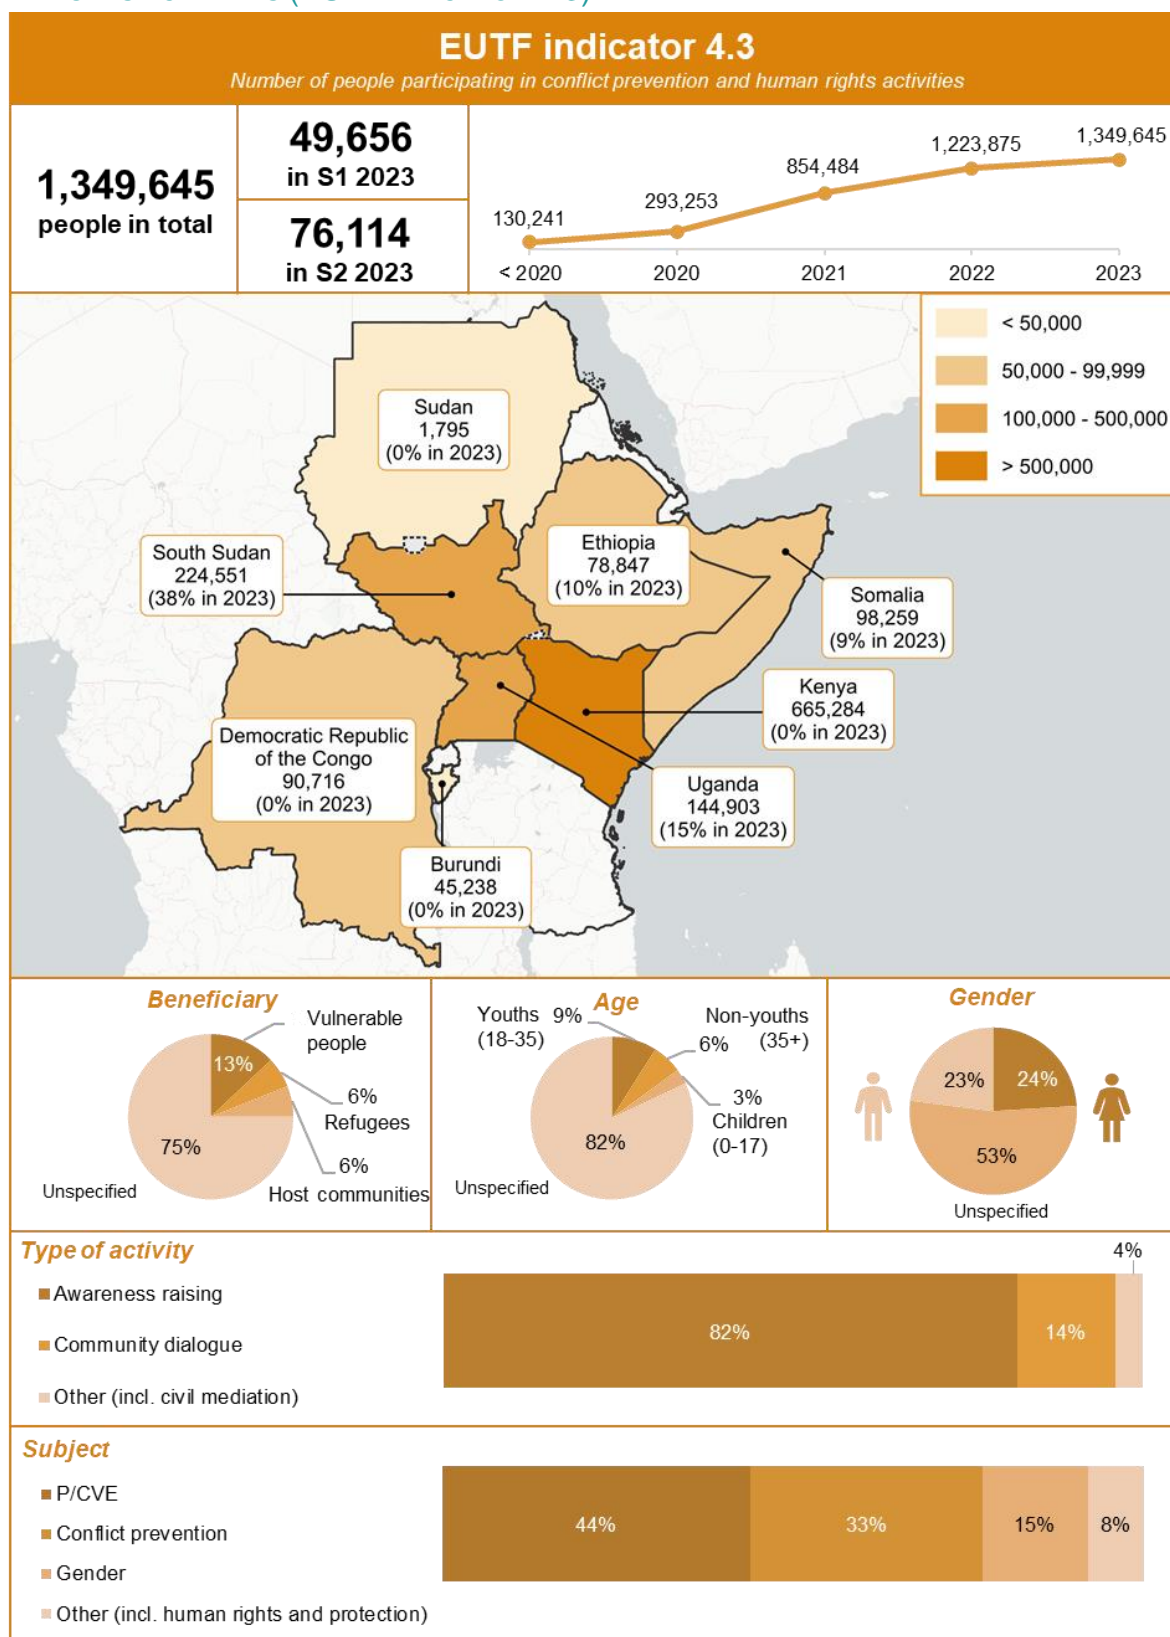 EUTF indicator 4.3
Number of people participating in conflict prevention and human rights activities
1,349,645
people in total
49,656
in S1 2023
76,114
in S2 2023
130,241
293,253
854,484
1,223,875
1,349,645
< 2020
2020
2021
2022
2023
< 50,000
50,000 - 99,999
100,000 - 500,000
> 500,000
Sudan
1,795
(0% in 2023)
South Sudan
224,551
(38% in 2023)
Ethiopia
78,847
(10% in 2023)
Somalia
98,259
(9% in 2023)
Kenya
665,284
(0% in 2023)
Democratic Republic
of the Congo
90,716
(0% in 2023)
Uganda
144,903
(15% in 2023)
Burundi
45,238
(0% in 2023)
Beneficiary
Vulnerable
people
13%
6%
Refugees
6%
Host communities
75%
Unspecified
Age
Youths
(18-35)
9%
Non-youths
(35+)
6%
3%
Children
(0-17)
82%
Unspecified
Gender
23%
24%
53%
Unspecified
Type of activity
Awareness raising
Community dialogue
Other (incl. civil mediation)
82%
14%
4%
Subject
P/CVE
Conflict prevention
Gender
Other (incl. human rights and protection)
44%
33%
15%
8%